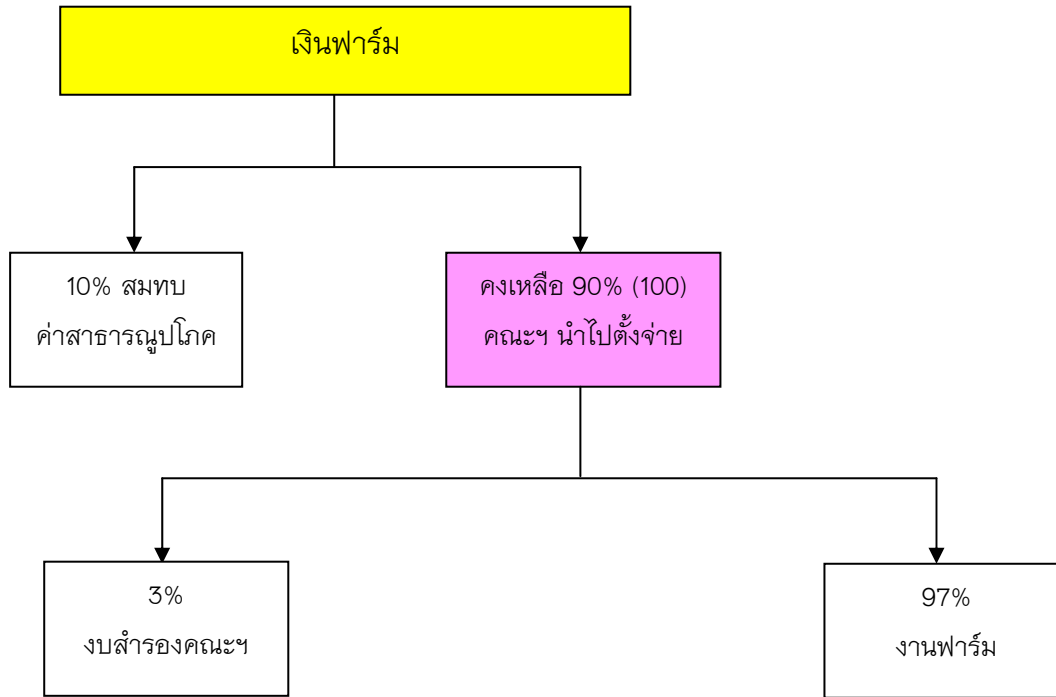 เงินฟาร์ม
10% สมทบ
ค่าสาธารณูปโภค
คงเหลือ 90% (100)
คณะฯ นำไปตั้งจ่าย
3%
งบสำรองคณะฯ
97%
งานฟาร์ม